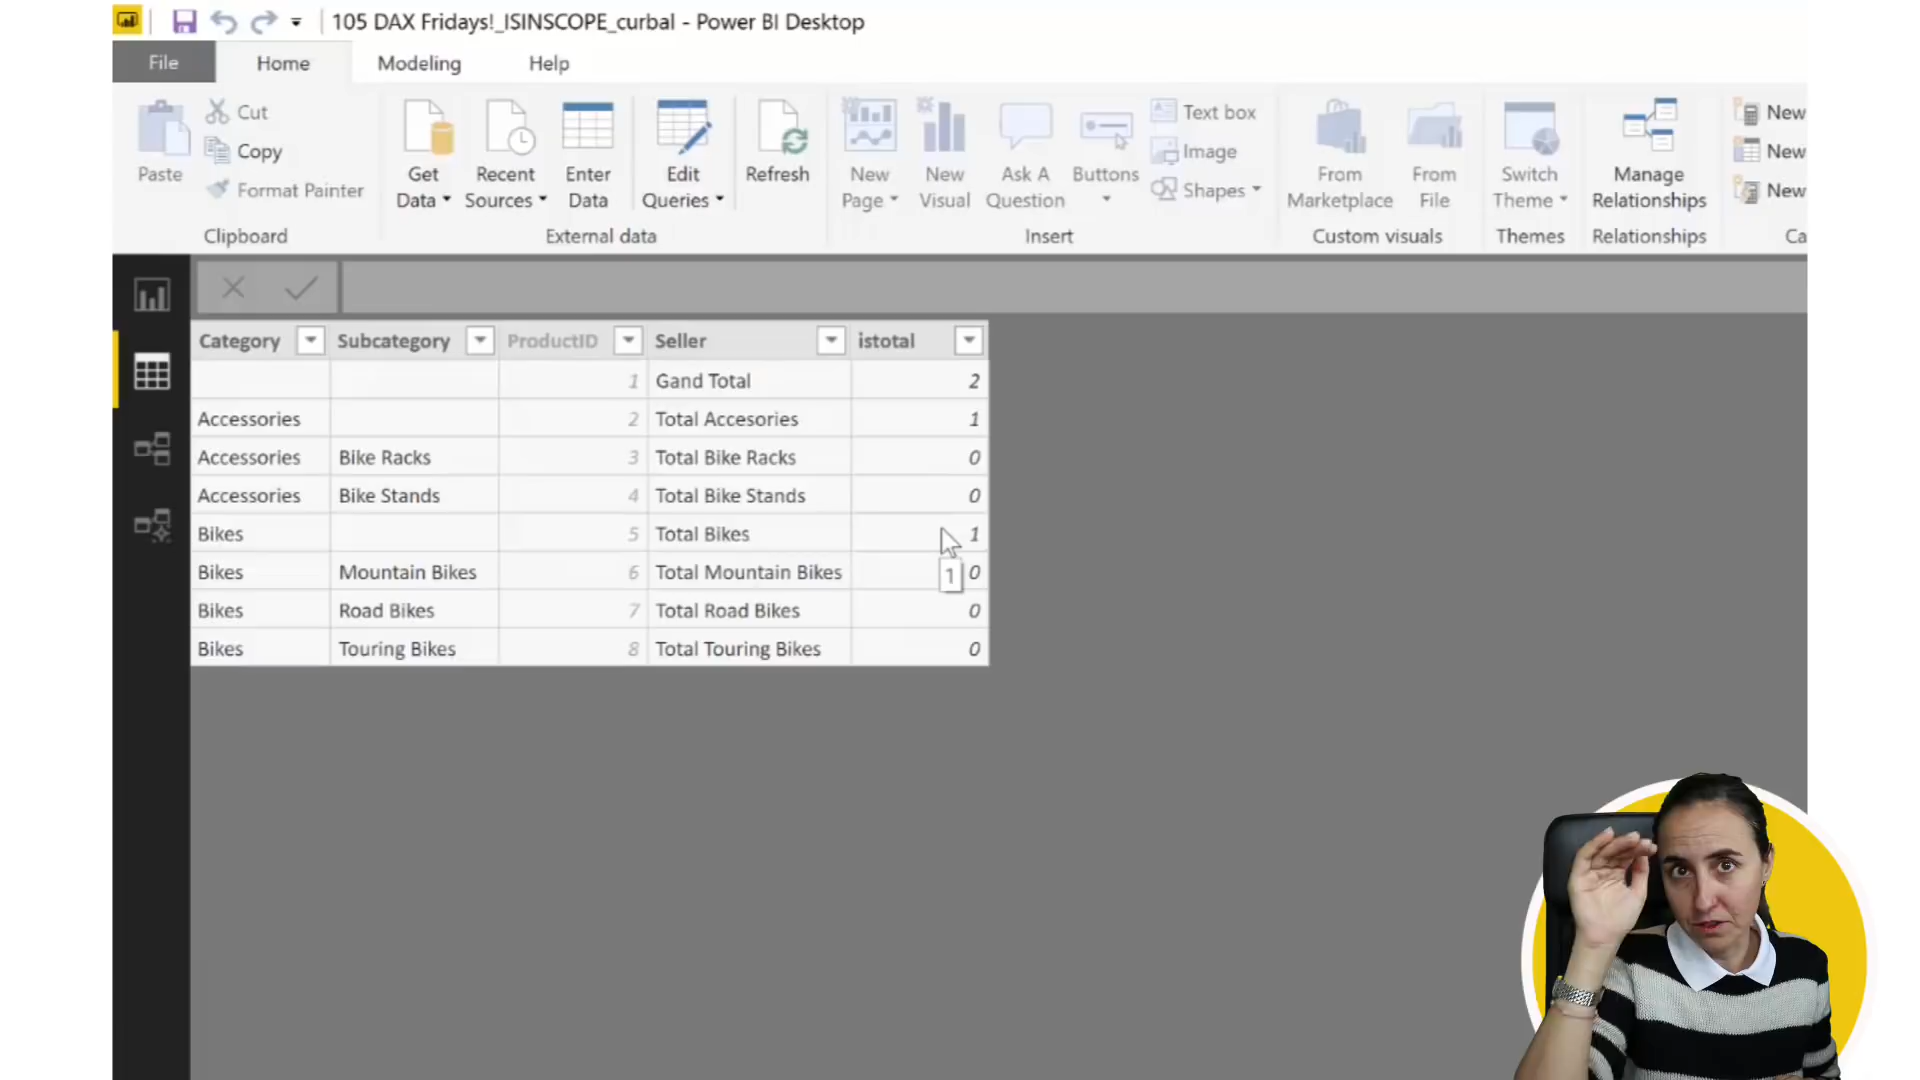 105 DAX Fridays!_ISINSCOPE_curbal - Power BI Desktop
File Home Modeling Help
Paste
Cut
Copy
Format Painter
Clipboard
Get Data
Recent Sources
Enter Data
Edit Queries
Refresh
External data
New Page
New Visual
Ask A Question
Buttons
Text box
Image
Shapes
Insert
From Marketplace
From File
Custom visuals
Switch Theme
Themes
Manage Relationships
Relationships
New
New
New
Ca
Category Subcategory ProductID Seller istotal
1 Gand Total 2
Accessories 2 Total Accesories 1
Accessories Bike Racks 3 Total Bike Racks 0
Accessories Bike Stands 4 Total Bike Stands 0
Bikes 5 Total Bikes 1
Bikes Mountain Bikes 6 Total Mountain Bikes 0
1
Bikes Road Bikes 7 Total Road Bikes 0
Bikes Touring Bikes 8 Total Touring Bikes 0